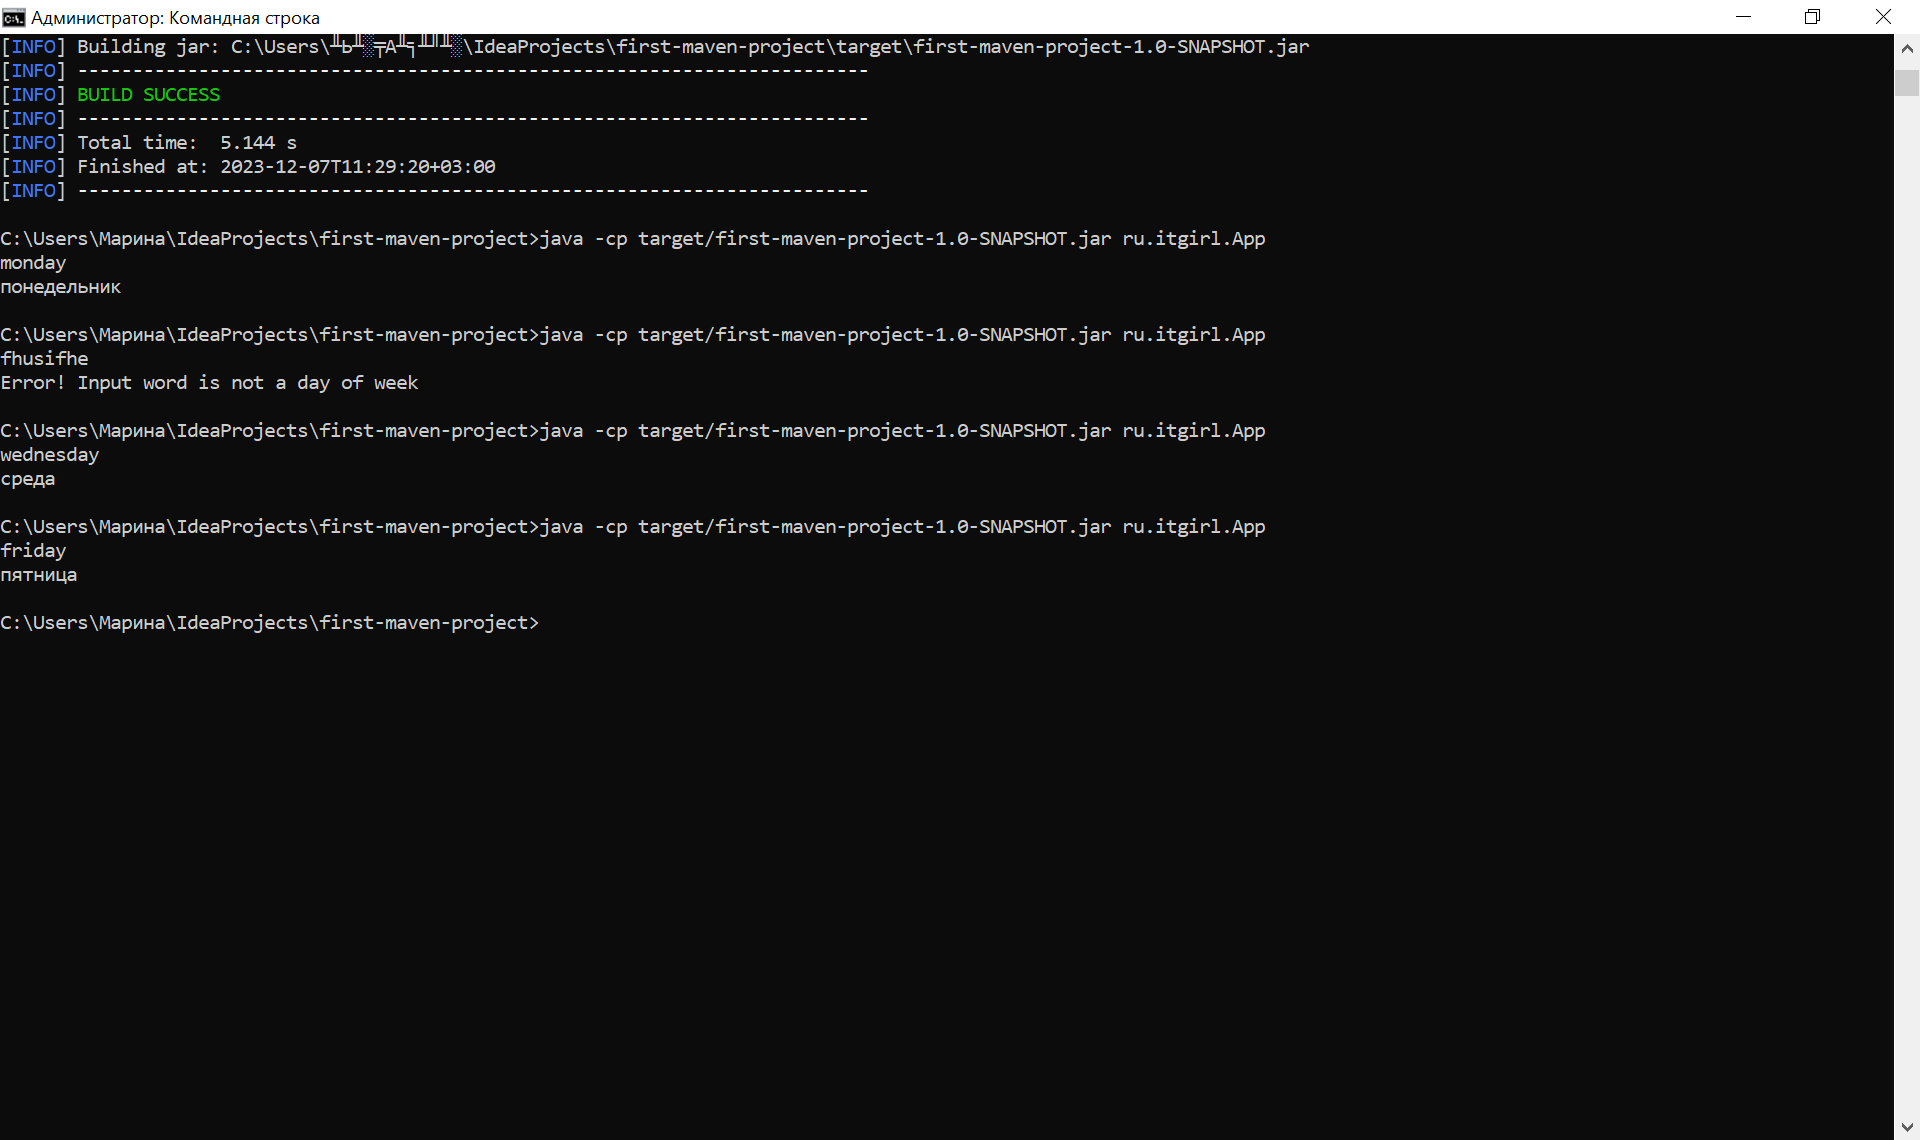 Администратор: Командная строка
[INFO] Building jar: C:\Users\╨Ь╨░╤А╨╕╨╜╨░\IdeaProjects\first-maven-project\target\first-maven-project-1.0-SNAPSHOT.jar
[INFO] ------------------------------------------------------------------------
[INFO] BUILD SUCCESS
[INFO] ------------------------------------------------------------------------
[INFO] Total time:  5.144 s
[INFO] Finished at: 2023-12-07T11:29:20+03:00
[INFO] ------------------------------------------------------------------------
C:\Users\Марина\IdeaProjects\first-maven-project>java -cp target/first-maven-project-1.0-SNAPSHOT.jar ru.itgirl.App
monday
понедельник
C:\Users\Марина\IdeaProjects\first-maven-project>java -cp target/first-maven-project-1.0-SNAPSHOT.jar ru.itgirl.App
fhusifhe
Error! Input word is not a day of week
C:\Users\Марина\IdeaProjects\first-maven-project>java -cp target/first-maven-project-1.0-SNAPSHOT.jar ru.itgirl.App
wednesday
среда
C:\Users\Марина\IdeaProjects\first-maven-project>java -cp target/first-maven-project-1.0-SNAPSHOT.jar ru.itgirl.App
friday
пятница
C:\Users\Марина\IdeaProjects\first-maven-project>